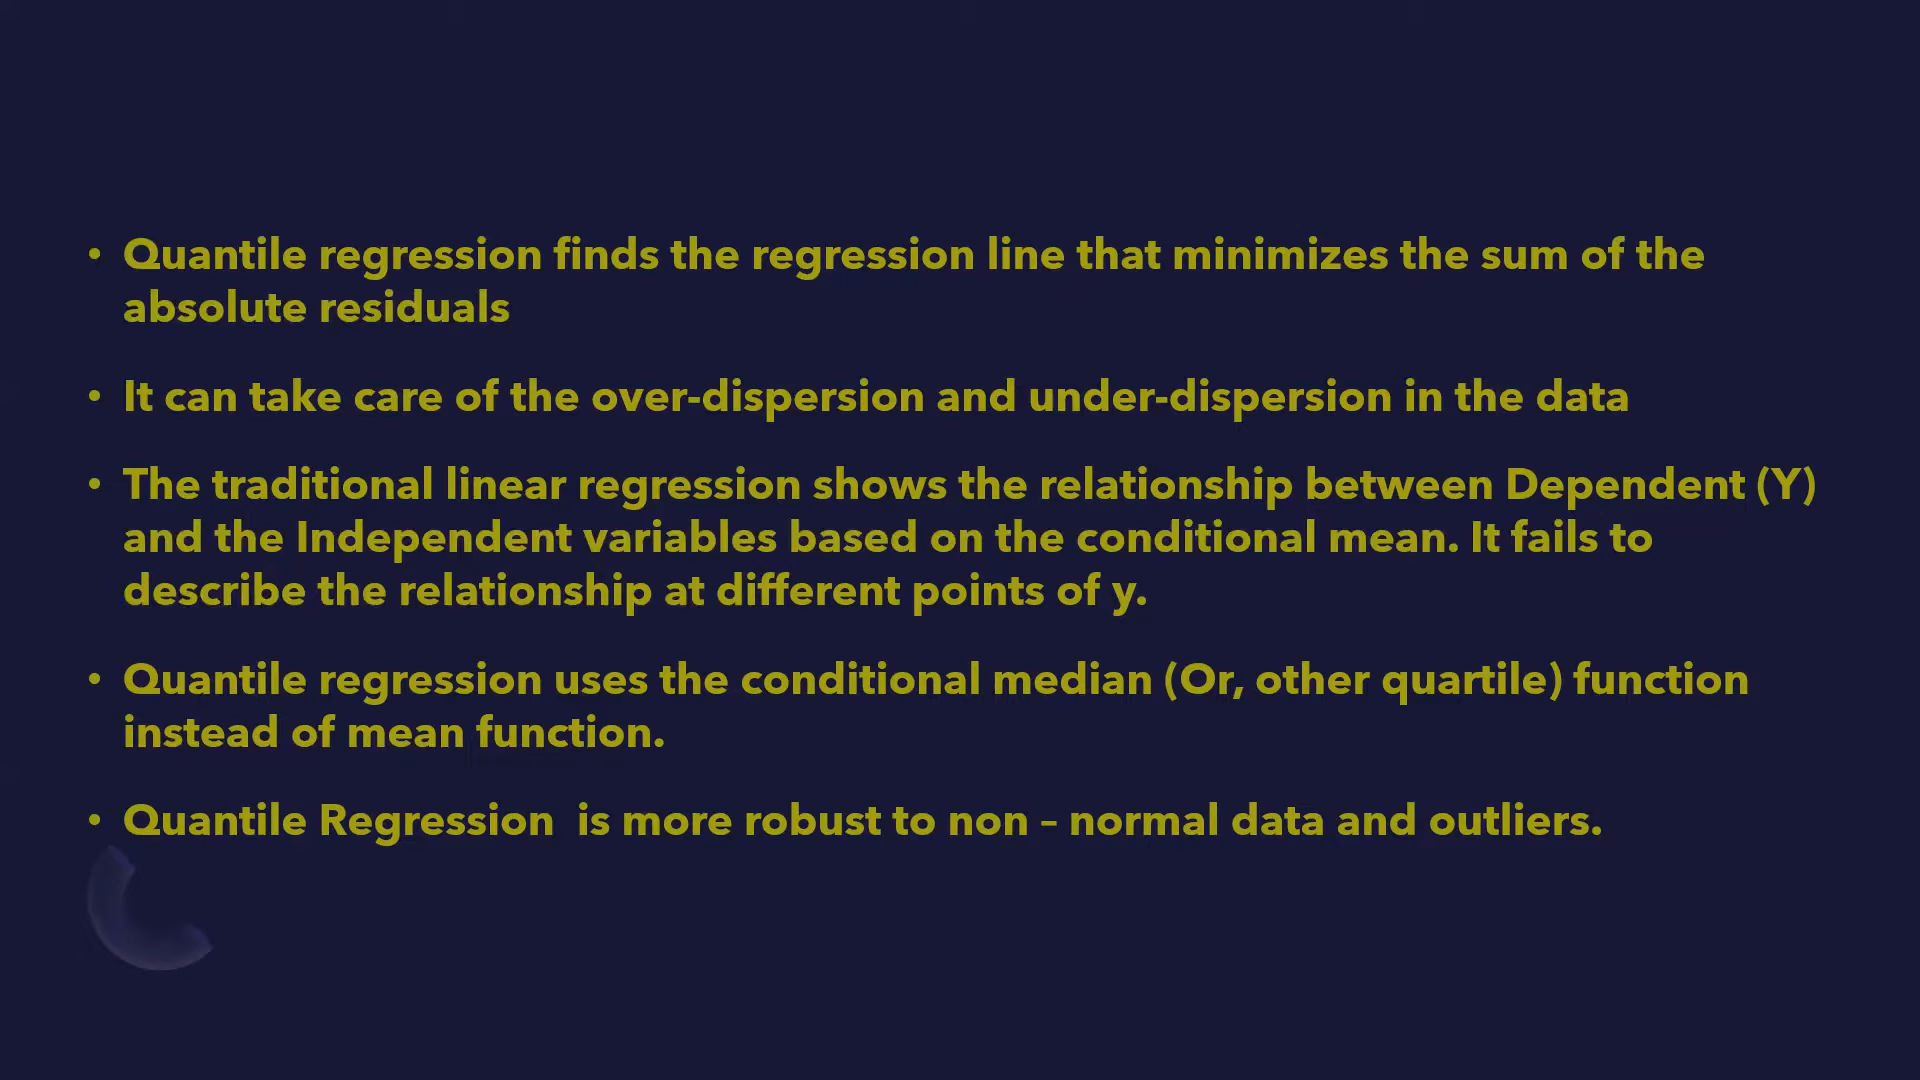 • Quantile regression finds the regression line that minimizes the sum of the
absolute residuals
• It can take care of the over-dispersion and under-dispersion in the data
• The traditional linear regression shows the relationship between Dependent (Y)
and the Independent variables based on the conditional mean. It fails to
describe the relationship at different points of y.
• Quantile regression uses the conditional median (Or, other quartile) function
instead of mean function.
• Quantile Regression  is more robust to non – normal data and outliers.